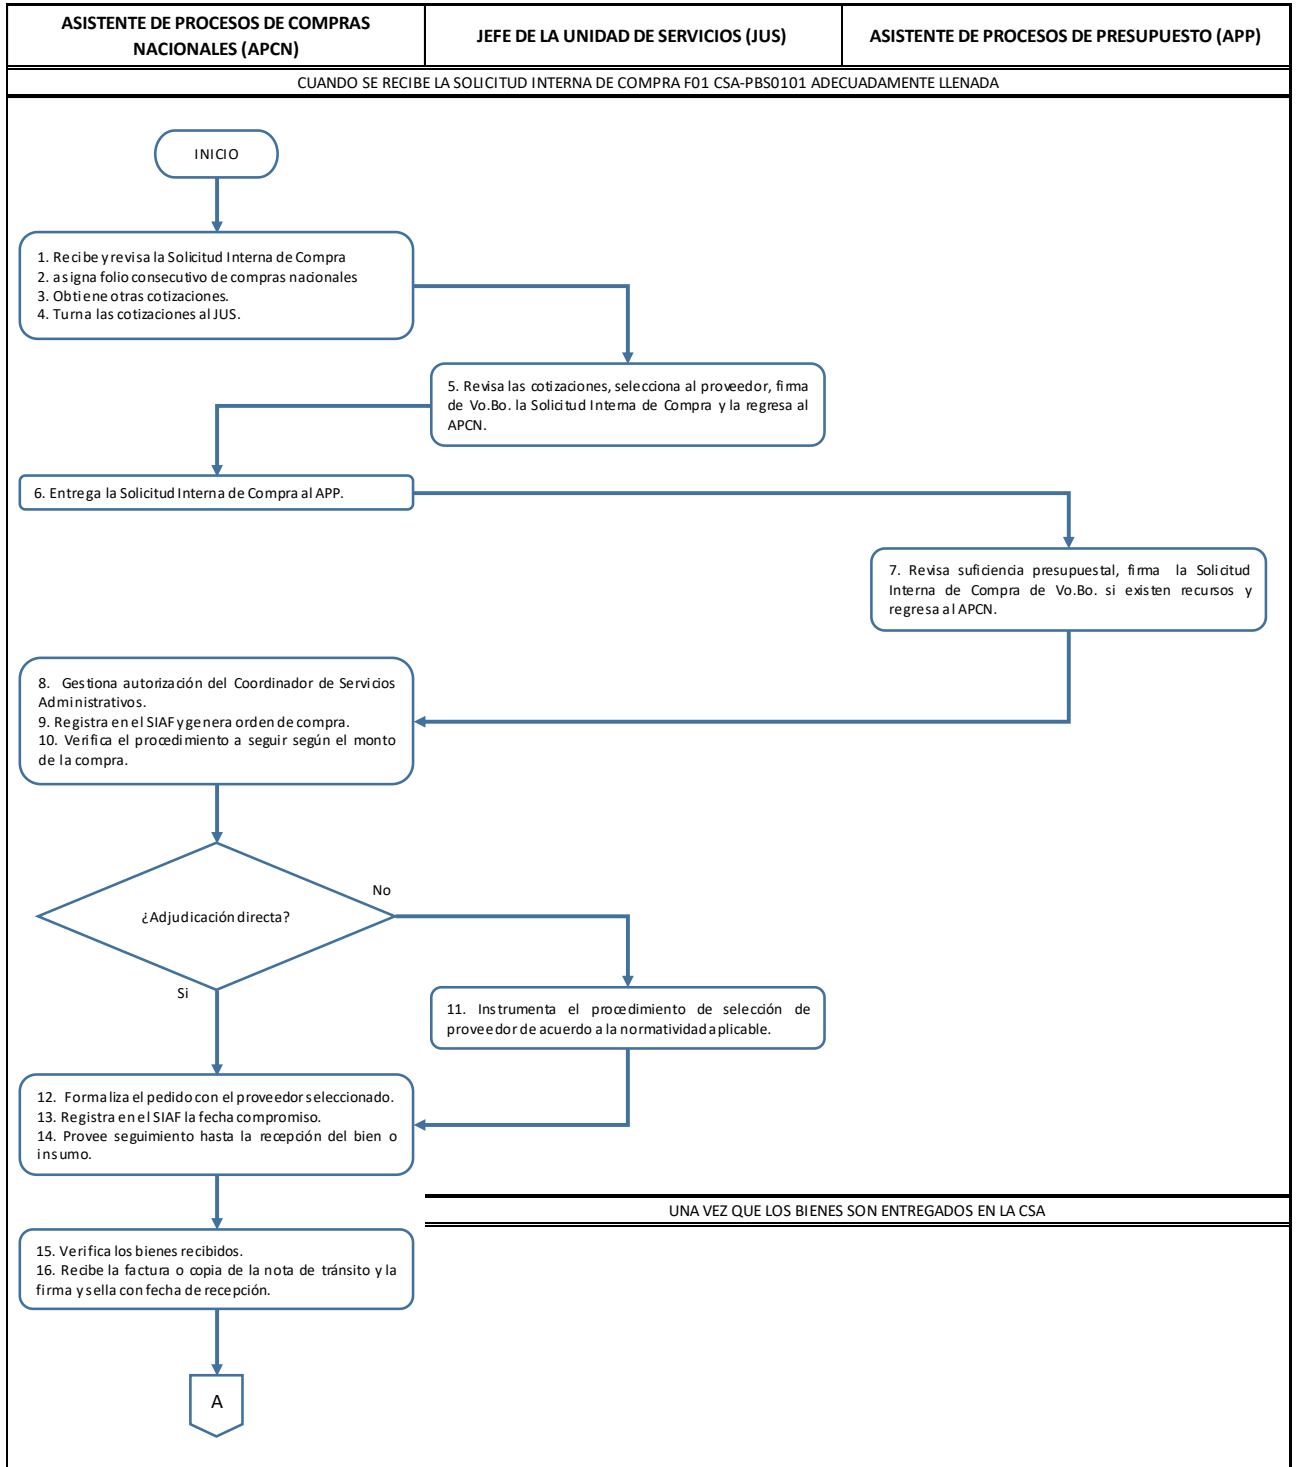 ASISTENTE DE PROCESOS DE COMPRAS
NACIONALES (APCN)
JEFE DE LA UNIDAD DE SERVICIOS (JUS)
ASISTENTE DE PROCESOS DE PRESUPUESTO (APP)
CUANDO SE RECIBE LA SOLICITUD INTERNA DE COMPRA F01 CSA-PBS0101 ADECUADAMENTE LLENADA
INICIO
1. Recibe y revisa la Solicitud Interna de Compra
2. asigna folio consecutivo de compras nacionales
3. Obtiene otras cotizaciones.
4. Turna las cotizaciones al JUS.
5. Revisa las cotizaciones, selecciona al proveedor, firma
de Vo.Bo. la Solicitud Interna de Compra y la regresa al
APCN.
6. Entrega la Solicitud Interna de Compra al APP.
7. Revisa suficiencia presupuestal, firma la Solicitud
Interna de Compra de Vo.Bo. si existen recursos y
regresa al APCN.
8. Gestiona autorización del Coordinador de Servicios
Administrativos.
9. Registra en el SIAF y genera orden de compra.
10. Verifica el procedimiento a seguir según el monto
de la compra.
¿Adjudicación directa?
No
Si
11. Instrumenta el procedimiento de selección de
proveedor de acuerdo a la normatividad aplicable.
12. Formaliza el pedido con el proveedor seleccionado.
13. Registra en el SIAF la fecha compromiso.
14. Provee seguimiento hasta la recepción del bien o
insumo.
UNA VEZ QUE LOS BIENES SON ENTREGADOS EN LA CSA
15. Verifica los bienes recibidos.
16. Recibe la factura o copia de la nota de tránsito y la
firma y sella con fecha de recepción.
A